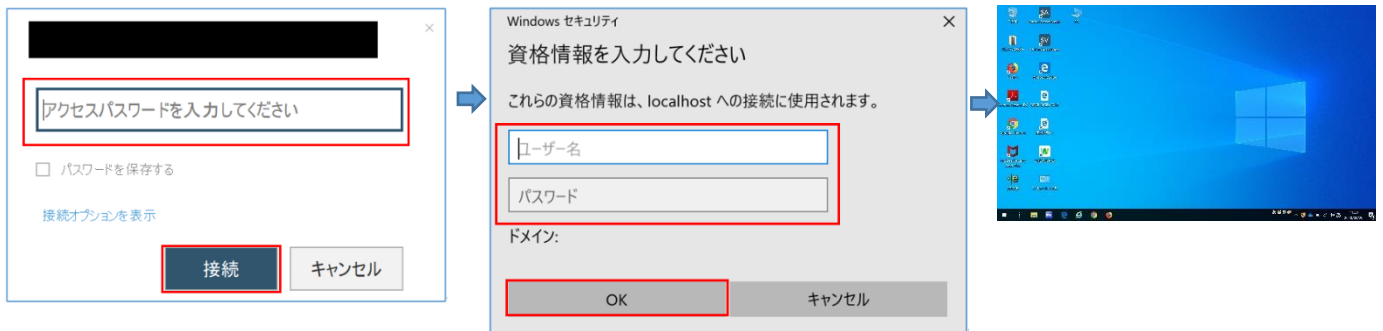 アクセスパスワードを入力してください
パスワードを保存する
接続オプションを表示
接続
キャンセル
Windows セキュリティ
資格情報を入力してください
これらの資格情報は、localhost への接続に使用されます。
ユーザー名
パスワード
ドメイン:
OK
キャンセル